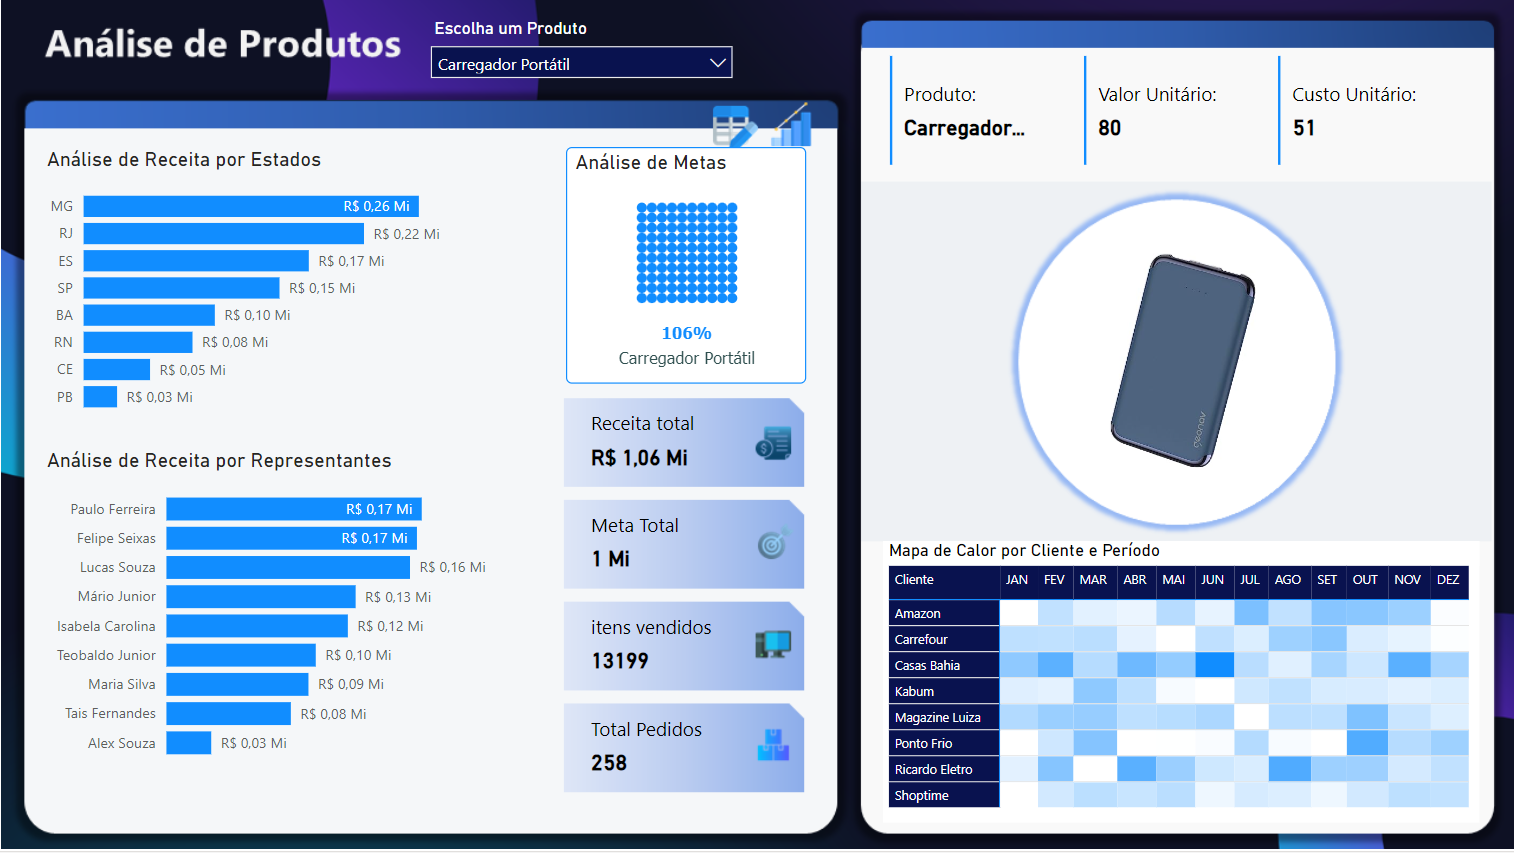 Análise de Produtos
Escolha um Produto
Carregador Portátil
Análise de Receita por Estados
MG R$ 0,26 Mi
RJ R$ 0,22 Mi
ES R$ 0,17 Mi
SP R$ 0,15 Mi
BA R$ 0,10 Mi
RN R$ 0,08 Mi
CE R$ 0,05 Mi
PB R$ 0,03 Mi
Análise de Receita por Representantes
Paulo Ferreira R$ 0,17 Mi
Felipe Seixas R$ 0,17 Mi
Lucas Souza R$ 0,16 Mi
Mário Junior R$ 0,13 Mi
Isabela Carolina R$ 0,12 Mi
Teobaldo Junior R$ 0,10 Mi
Maria Silva R$ 0,09 Mi
Tais Fernandes R$ 0,08 Mi
Alex Souza R$ 0,03 Mi
Análise de Metas
106%
Carregador Portátil
Receita total
R$ 1,06 Mi
Meta Total
1 Mi
itens vendidos
13199
Total Pedidos
258
Produto:
Carregador...
Valor Unitário:
80
Custo Unitário:
51
geonav
Mapa de Calor por Cliente e Período
Cliente JAN FEV MAR ABR MAI JUN JUL AGO SET OUT NOV DEZ
Amazon
Carrefour
Casas Bahia
Kabum
Magazine Luiza
Ponto Frio
Ricardo Eletro
Shoptime